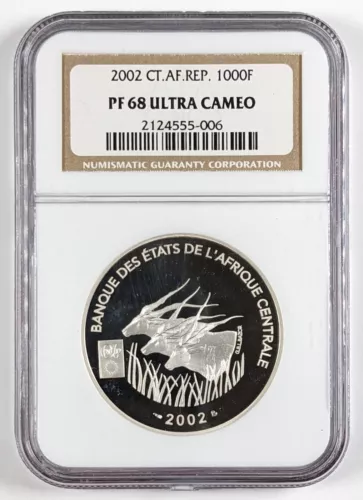 2002 CT.AF.REP. 1000F
PF 68 ULTRA CAMEO
2124555-006
NUMISMATIC GUARANTY CORPORATION
BANQUE DES ÉTATS DE L'AFRIQUE CENTRALE
2002